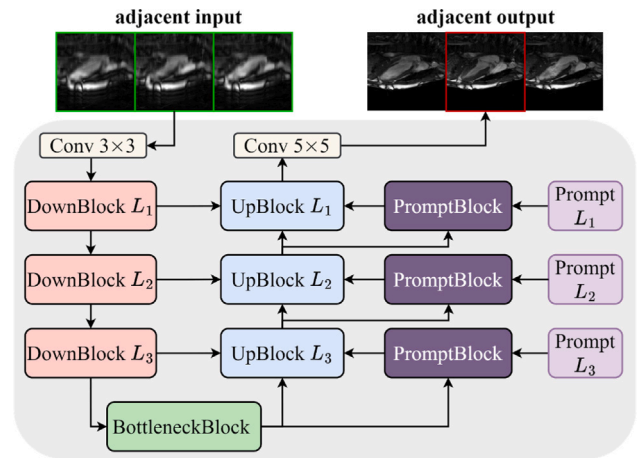 adjacent input
adjacent output
Conv 3×3
Conv 5×5
DownBlock L₁
UpBlock L₁
PromptBlock
Prompt
L₁
DownBlock L₂
UpBlock L₂
PromptBlock
Prompt
L₂
DownBlock L₃
UpBlock L₃
PromptBlock
Prompt
L₃
BottleneckBlock